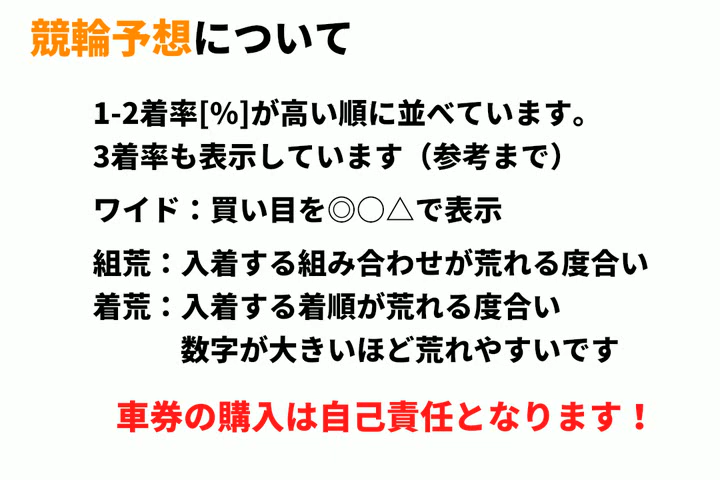 競輪予想について
1-2着率[%]が高い順に並べています。
3着率も表示しています（参考まで）
ワイド：買い目を◎○△で表示
組荒：入着する組み合わせが荒れる度合い
着荒：入着する着順が荒れる度合い
数字が大きいほど荒れやすいです
車券の購入は自己責任となります！